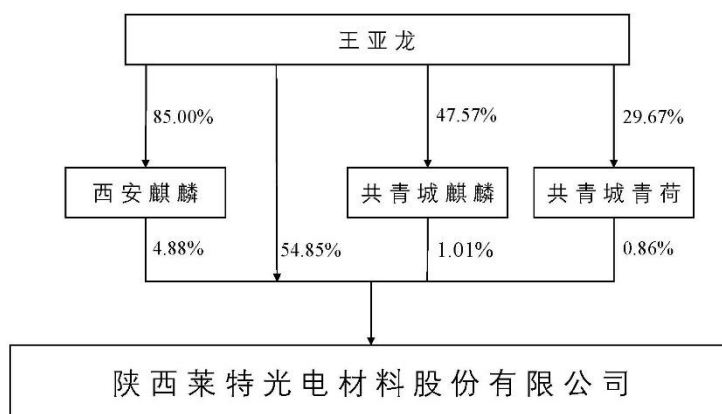 王亚龙
85.00%
47.57%
29.67%
西安麒麟
共青城麒麟
共青城青荷
4.88%
54.85%
1.01%
0.86%
陕西莱特光电材料股份有限公司